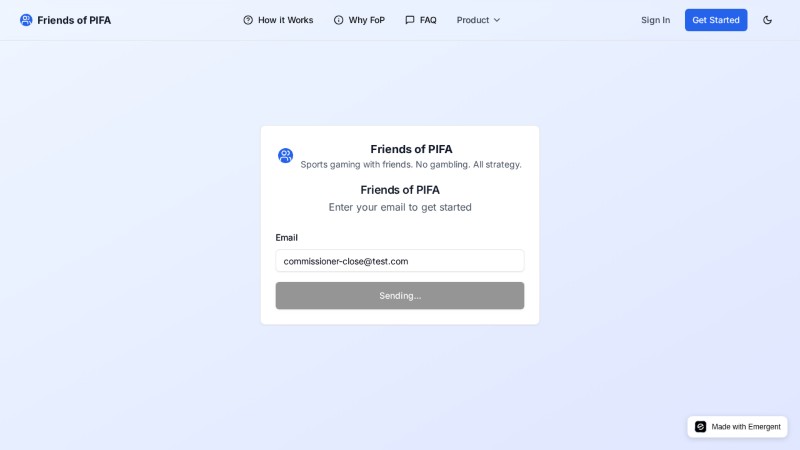 Friends of PIFA
How it Works
Why FoP
FAQ
Product
Sign In
Get Started
Friends of PIFA
Sports gaming with friends. No gambling. All strategy.
Friends of PIFA
Enter your email to get started
Email
commissioner-close@test.com
Sending...
Made with Emergent